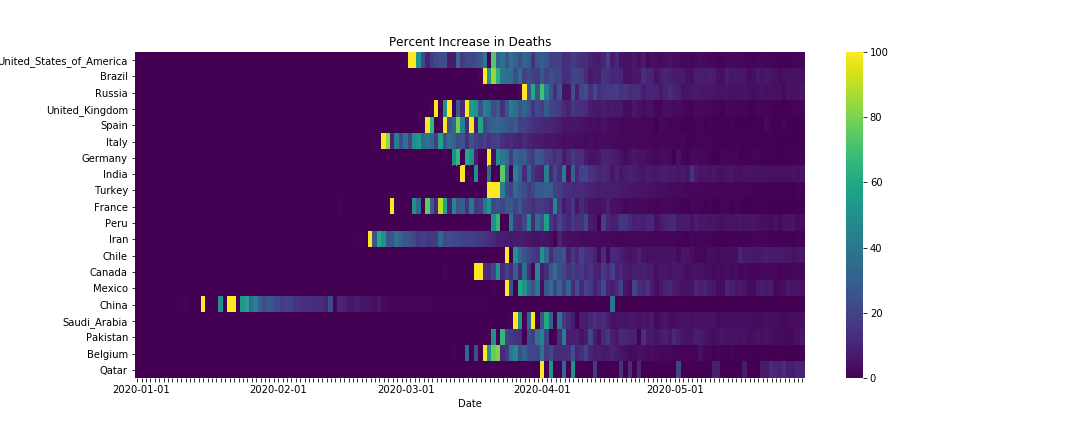 Percent Increase in Deaths
United_States_of_America
Brazil
Russia
United_Kingdom
Spain
Italy
Germany
India
Turkey
France
Peru
Iran
Chile
Canada
Mexico
China
Saudi_Arabia
Pakistan
Belgium
Qatar
2020-01-01 2020-02-01 2020-03-01 2020-04-01 2020-05-01
Date
100
80
60
40
20
0